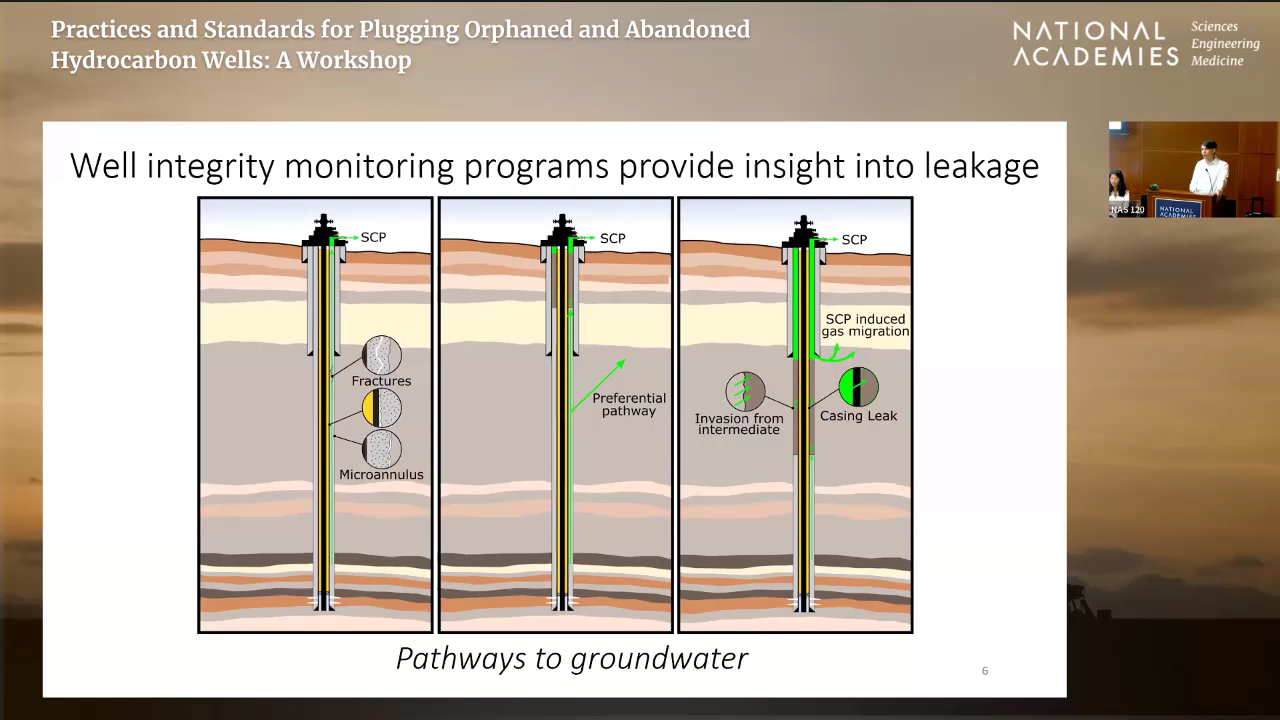 Practices and Standards for Plugging Orphaned and Abandoned
Hydrocarbon Wells: A Workshop
NATIONAL
ACADEMIES
Sciences
Engineering
Medicine
Well integrity monitoring programs provide insight into leakage
SCP
Fractures
Microannulus
SCP
Preferential
pathway
SCP
SCP induced
gas migration
Invasion from
intermediate
Casing Leak
Pathways to groundwater
6
NAS 120
NATIONAL
ACADEMIES